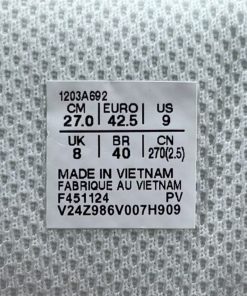 1203A692
CM EURO US
27.0 42.5 9
UK BR CN
8 40 270(2.5)
MADE IN VIETNAM
FABRIQUE AU VIETNAM
F451124 PV
V24Z986V007H909